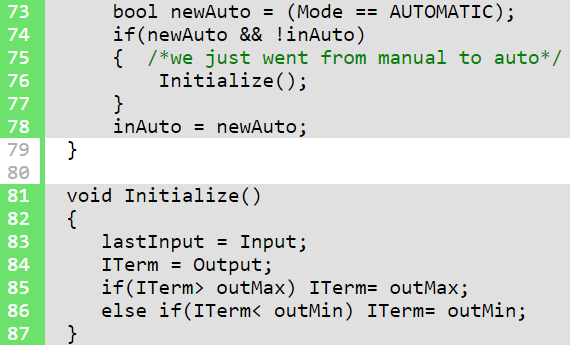 73 bool newAuto = (Mode == AUTOMATIC);
74 if(newAuto && !inAuto)
75 { /*we just went from manual to auto*/
76 Initialize();
77 }
78 inAuto = newAuto;
79 }
80
81 void Initialize()
82 {
83 lastInput = Input;
84 ITerm = Output;
85 if(ITerm> outMax) ITerm= outMax;
86 else if(ITerm< outMin) ITerm= outMin;
87 }